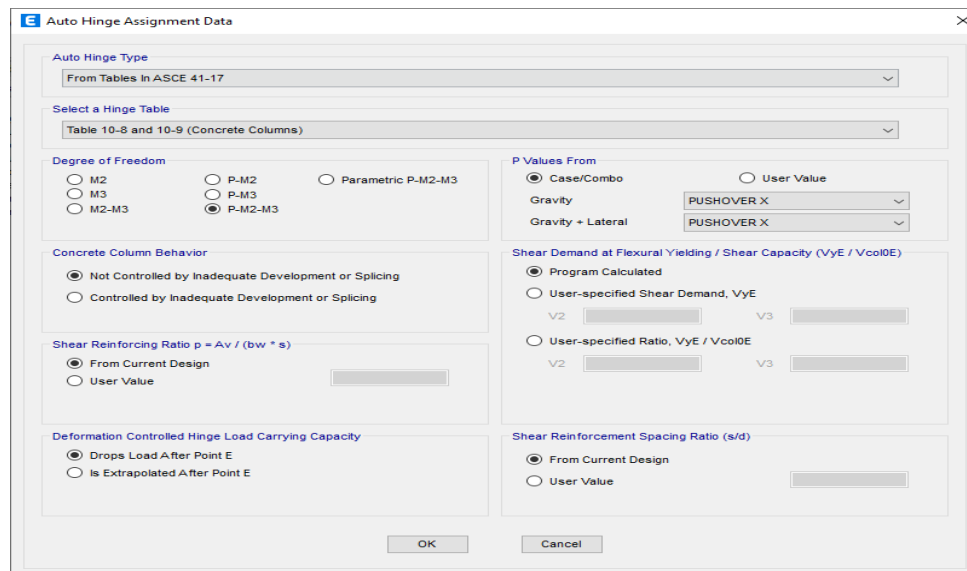 E Auto Hinge Assignment Data
Auto Hinge Type
From Tables In ASCE 41-17
Select a Hinge Table
Table 10-8 and 10-9 (Concrete Columns)
Degree of Freedom
M2
P-M2
Parametric P-M2-M3
M3
P-M3
M2-M3
P-M2-M3
P Values From
Case/Combo
User Value
Gravity
PUSHOVER X
Gravity + Lateral
PUSHOVER X
Concrete Column Behavior
Not Controlled by Inadequate Development or Splicing
Controlled by Inadequate Development or Splicing
Shear Demand at Flexural Yielding / Shear Capacity (VyE / Vcol0E)
Program Calculated
User-specified Shear Demand, VyE
V2
V3
User-specified Ratio, VyE / Vcol0E
V2
V3
Shear Reinforcing Ratio p = Av / (bw * s)
From Current Design
User Value
Deformation Controlled Hinge Load Carrying Capacity
Drops Load After Point E
Is Extrapolated After Point E
Shear Reinforcement Spacing Ratio (s/d)
From Current Design
User Value
OK
Cancel